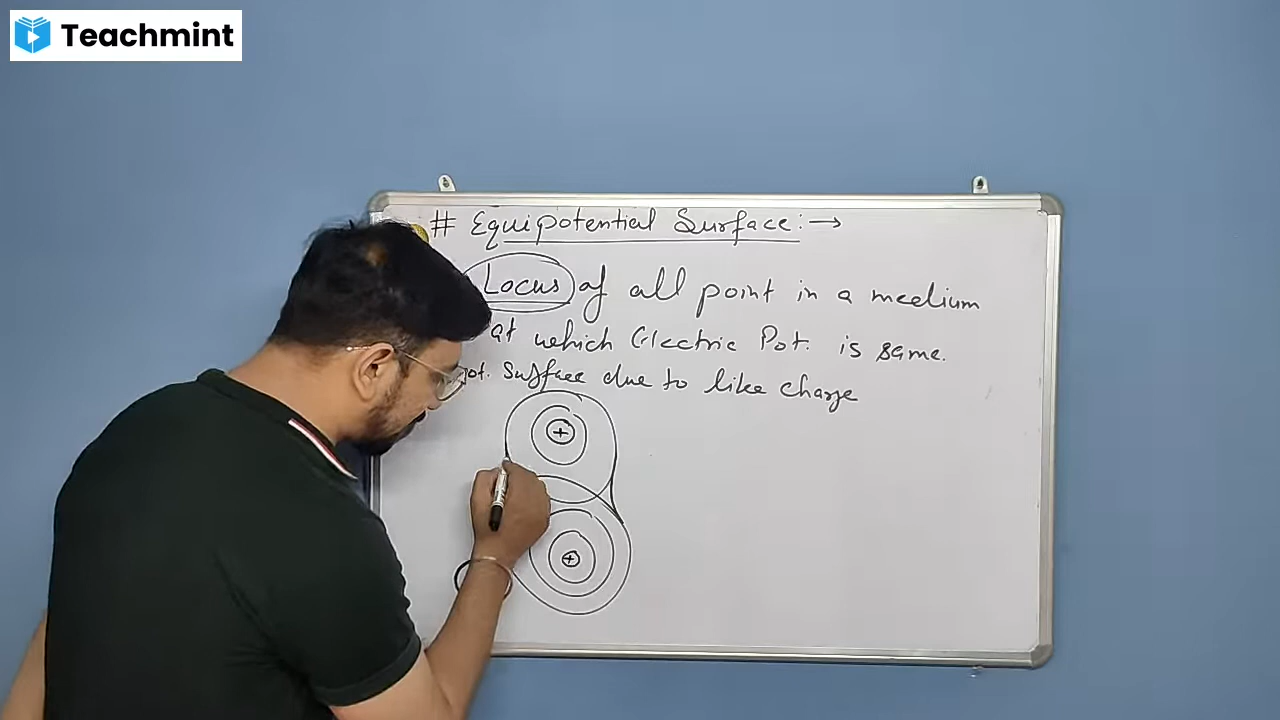 Teachmint
# Equipotential Surface:→
Locus of all point in a medium
at which Electric Pot. is same.
Pot. Surface due to like charge
+
+